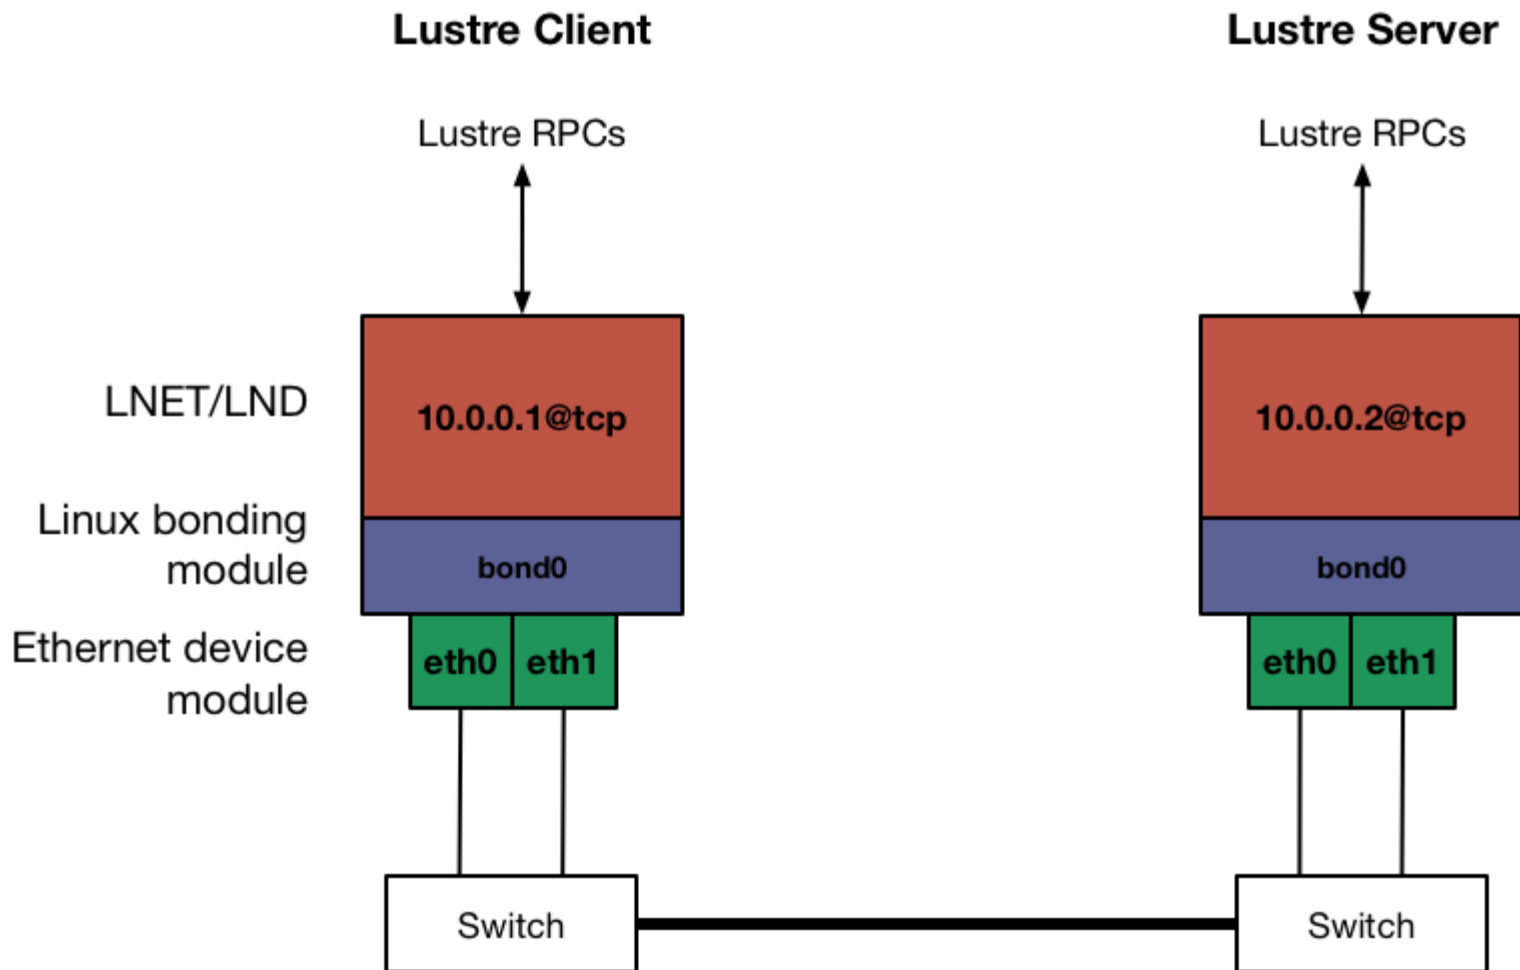 Lustre Client
Lustre Server
Lustre RPCs
Lustre RPCs
LNET/LND
10.0.0.1@tcp
10.0.0.2@tcp
Linux bonding
module
bond0
bond0
Ethernet device
module
eth0
eth1
eth0
eth1
Switch
Switch